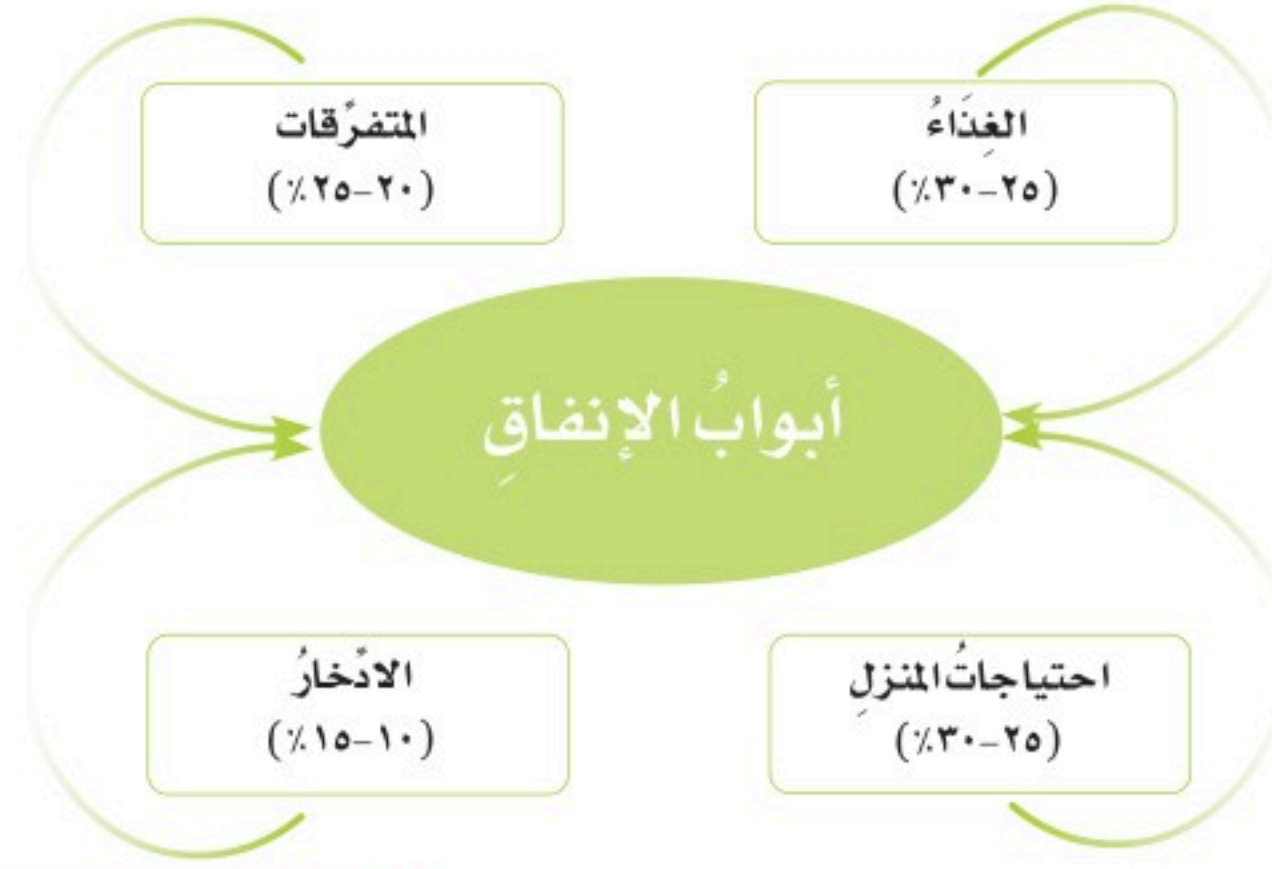 الغِذَاءُ
(٢٥-٣٠٪)
المتفرِّقات
(٢٠-٢٥٪)
أبوابُ الإنفاقِ
احتياجاتُ المنزلِ
(٢٥-٣٠٪)
الادِّخارُ
(١٠-١٥٪)